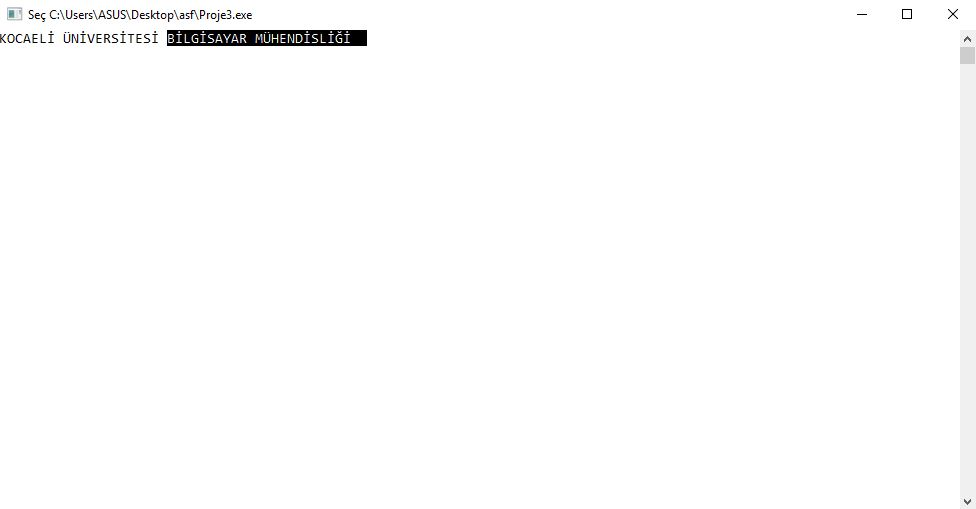 Seç C:\Users\ASUS\Desktop\asf\Proje3.exe
KOCAELİ ÜNİVERSİTESİ BİLGİSAYAR MÜHENDİSLİĞİ